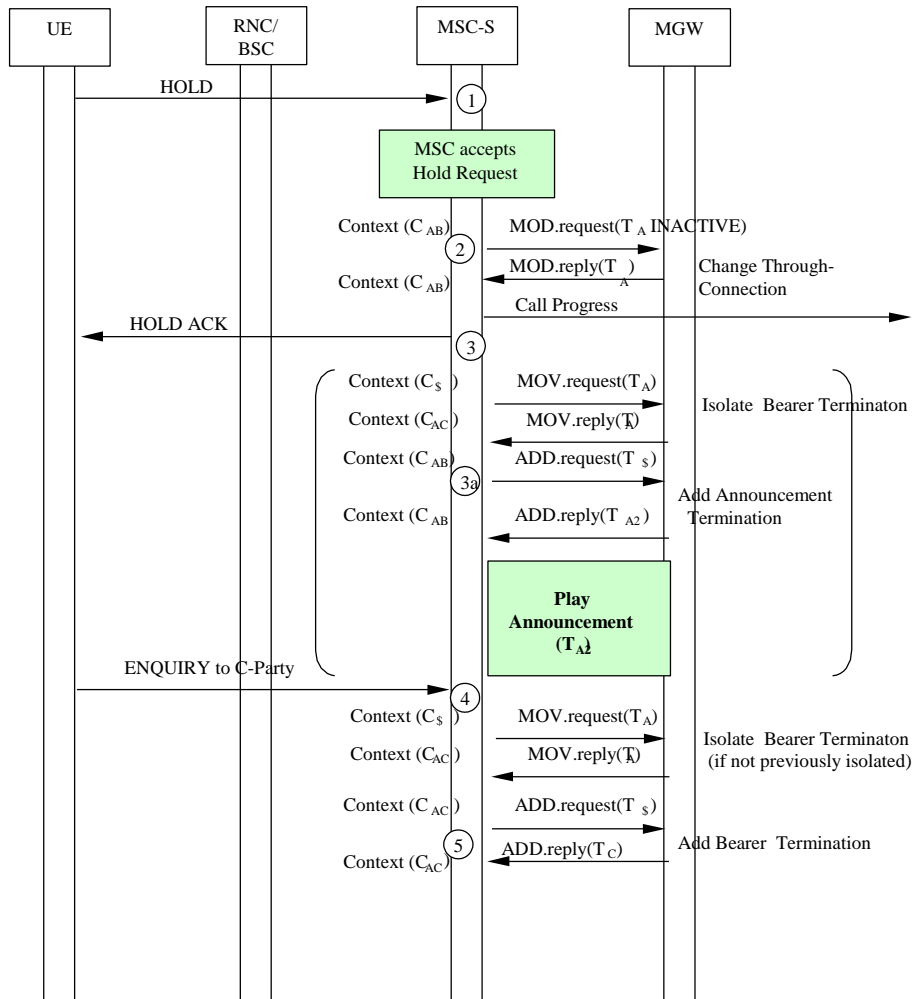 UE
RNC/
BSC
MSC-S
MGW
HOLD
1
MSC accepts
Hold Request
Context (C AB)
MOD.request(T A INACTIVE)
2
MOD.reply(T A)
Context (C AB)
Change Through-
Connection
Call Progress
HOLD ACK
3
Context (C $ )
MOV.request(T A)
Isolate Bearer Terminaton
Context (C AC)
MOV.reply(T A)
Context (C AB)
ADD.request(T $)
3a
Add Announcement
Termination
Context (C AB
ADD.reply(T A2)
Play
Announcement
(T A2)
ENQUIRY to C-Party
4
Context (C $ )
MOV.request(T A)
Isolate Bearer Terminaton
(if not previously isolated)
Context (C AC)
MOV.reply(T A)
Context (C AC)
ADD.request(T $)
5
Add Bearer Termination
Context (C AC)
ADD.reply(T C)